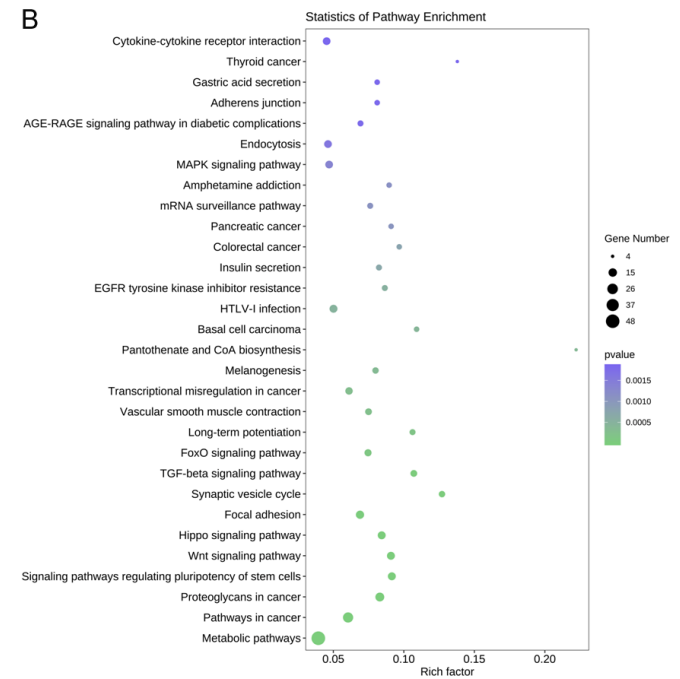 B
Statistics of Pathway Enrichment
Cytokine-cytokine receptor interaction
Thyroid cancer
Gastric acid secretion
Adherens junction
AGE-RAGE signaling pathway in diabetic complications
Endocytosis
MAPK signaling pathway
Amphetamine addiction
mRNA surveillance pathway
Pancreatic cancer
Colorectal cancer
Insulin secretion
EGFR tyrosine kinase inhibitor resistance
HTLV-I infection
Basal cell carcinoma
Pantothenate and CoA biosynthesis
Melanogenesis
Transcriptional misregulation in cancer
Vascular smooth muscle contraction
Long-term potentiation
FoxO signaling pathway
TGF-beta signaling pathway
Synaptic vesicle cycle
Focal adhesion
Hippo signaling pathway
Wnt signaling pathway
Signaling pathways regulating pluripotency of stem cells
Proteoglycans in cancer
Pathways in cancer
Metabolic pathways
0.05 0.10 0.15 0.20
Rich factor
Gene Number
4
15
26
37
48
pvalue
0.0015
0.0010
0.0005